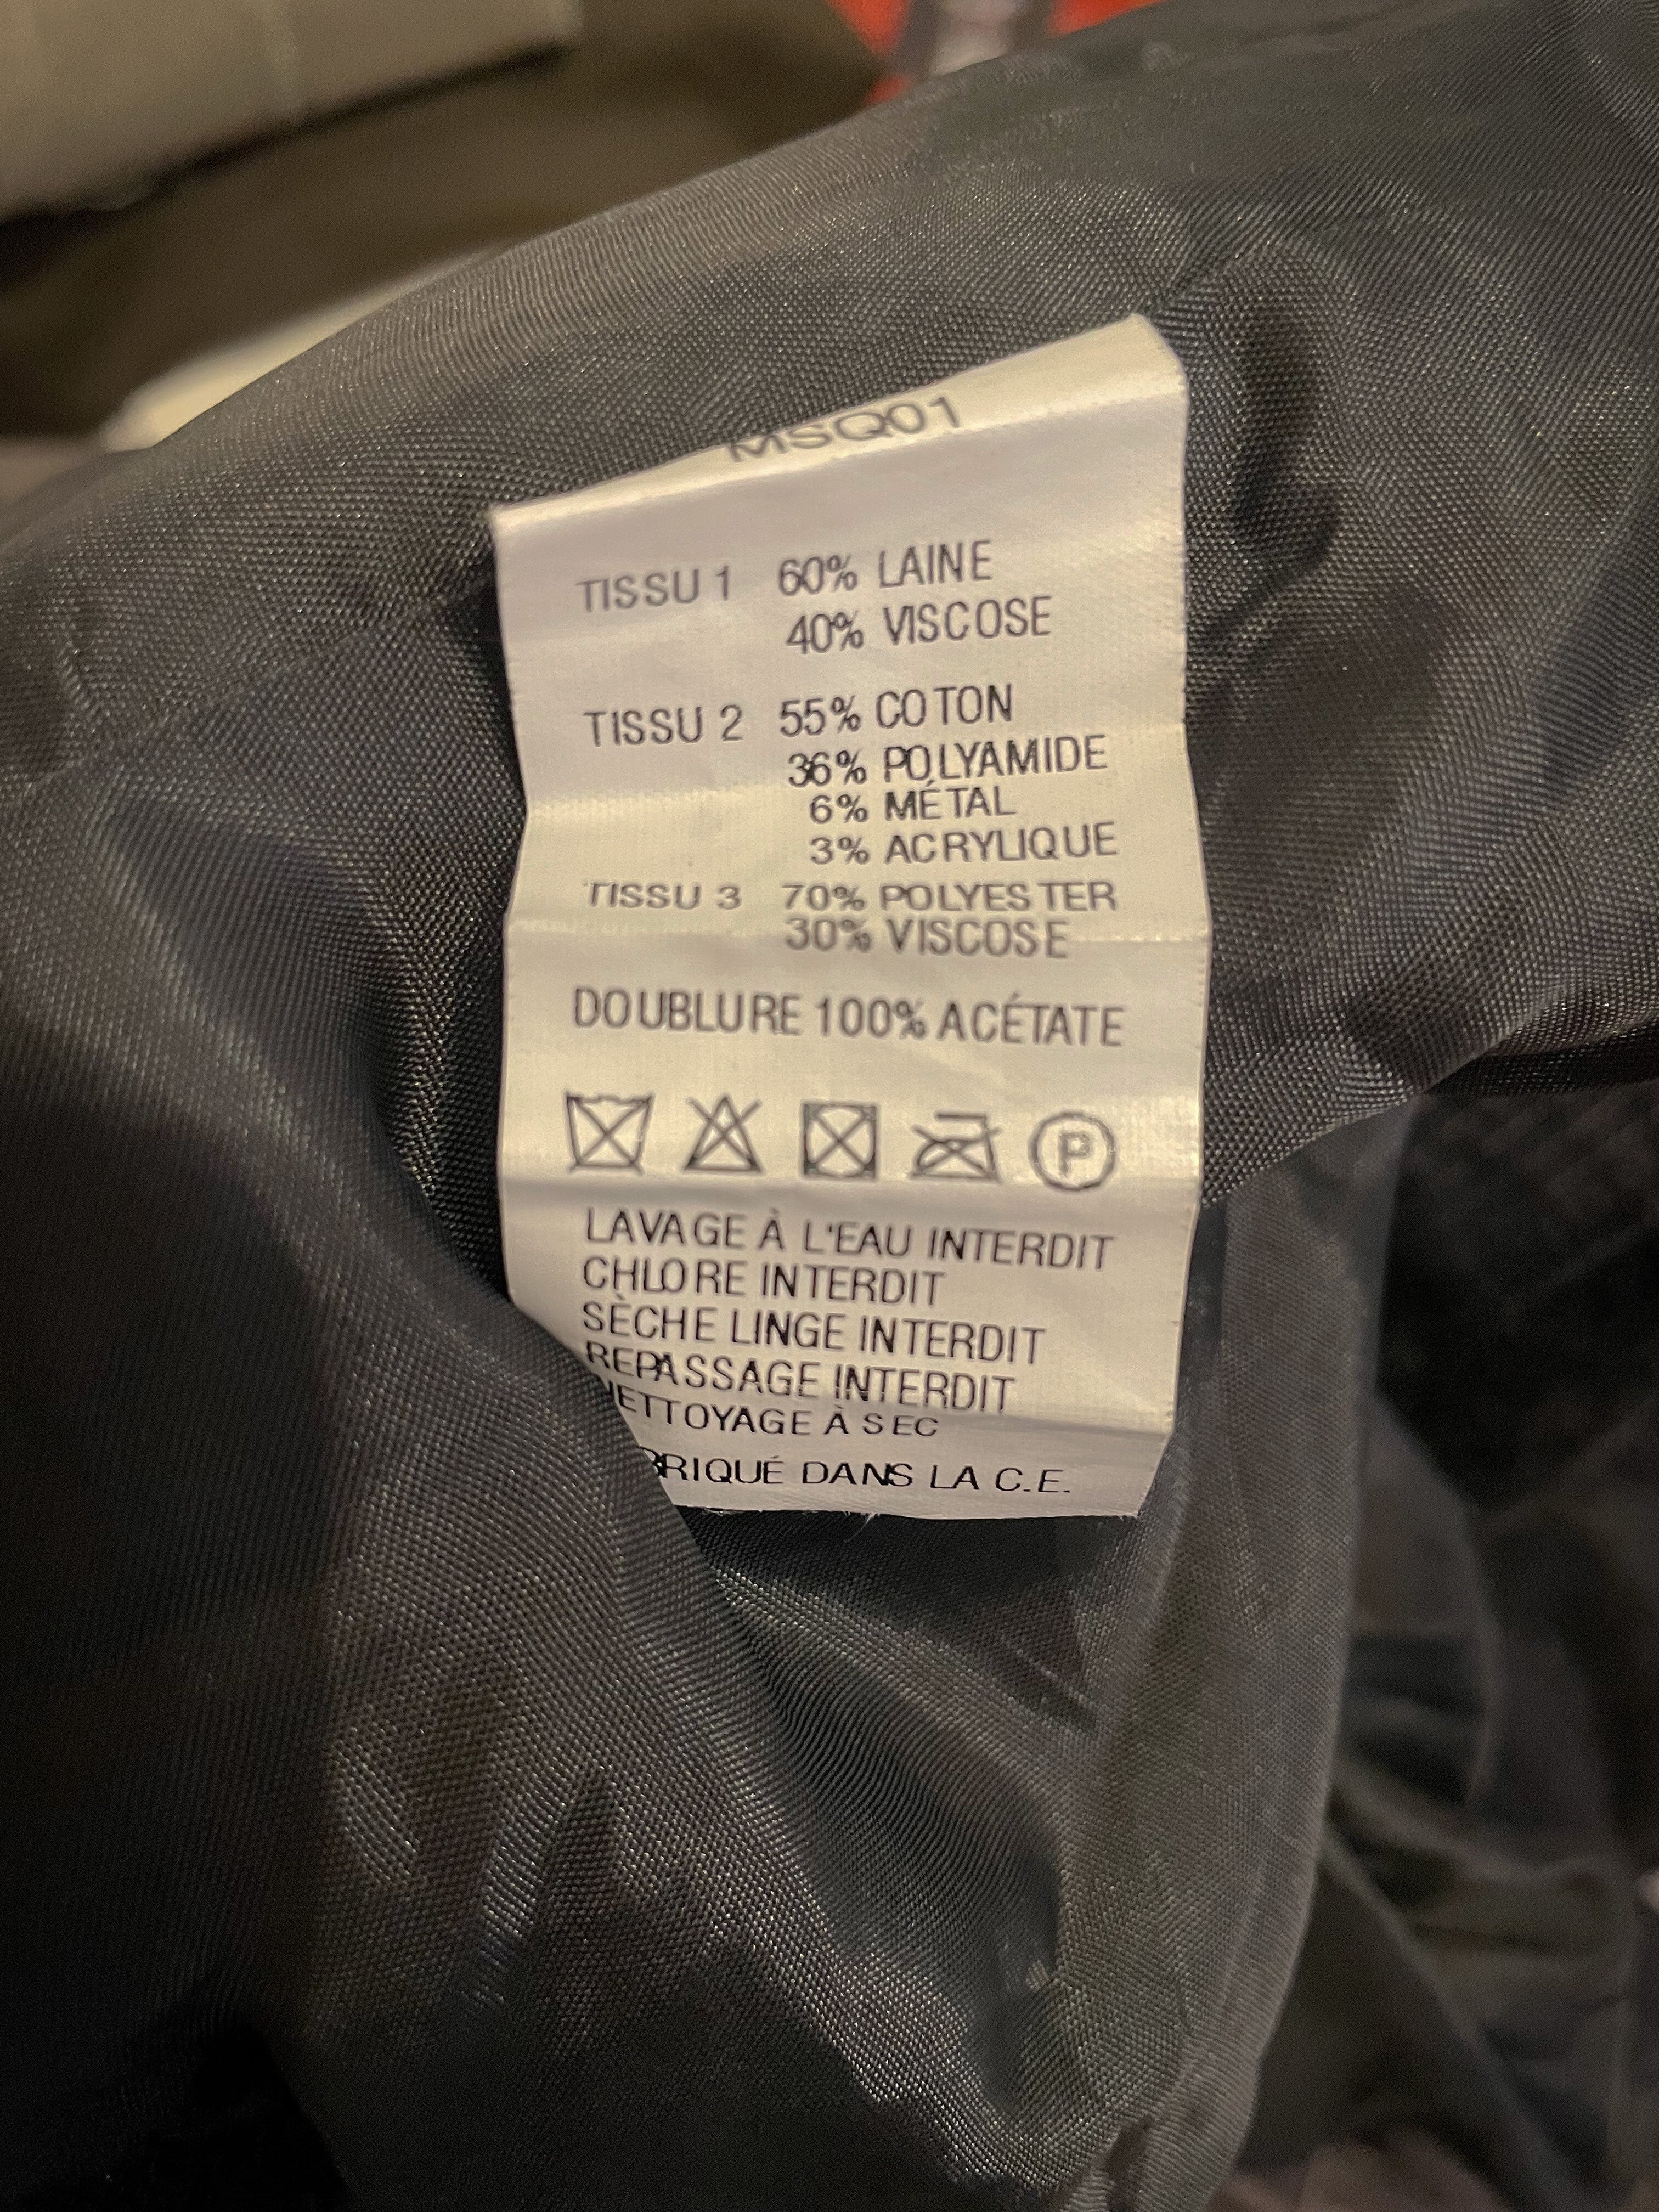 MSQ01
TISSU 1 60% LAINE
40% VISCOSE
TISSU 2 55% COTON
36% POLYAMIDE
6% MÉTAL
3% ACRYLIQUE
TISSU 3 70% POLYESTER
30% VISCOSE
DOUBLURE 100% ACÉTATE
P
LAVAGE À L'EAU INTERDIT
CHLORE INTERDIT
SÈCHE LINGE INTERDIT
REPASSAGE INTERDIT
NETTOYAGE À SEC
BRIQUÉ DANS LA C.E.